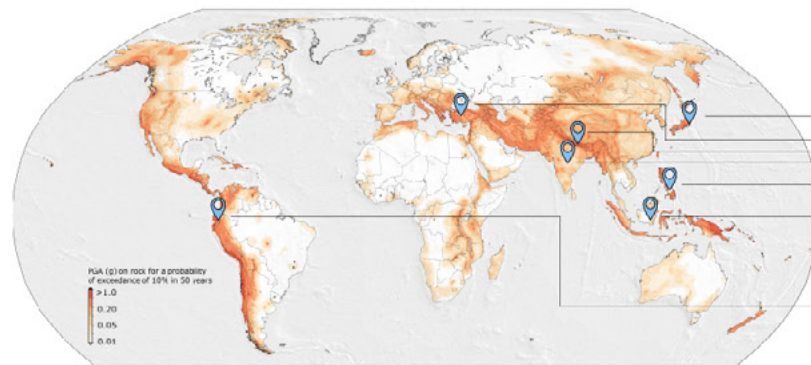 PGA (g) on rock for a probability
of exceedance of 10% in 50 years
>1.0
0.20
0.05
0.01